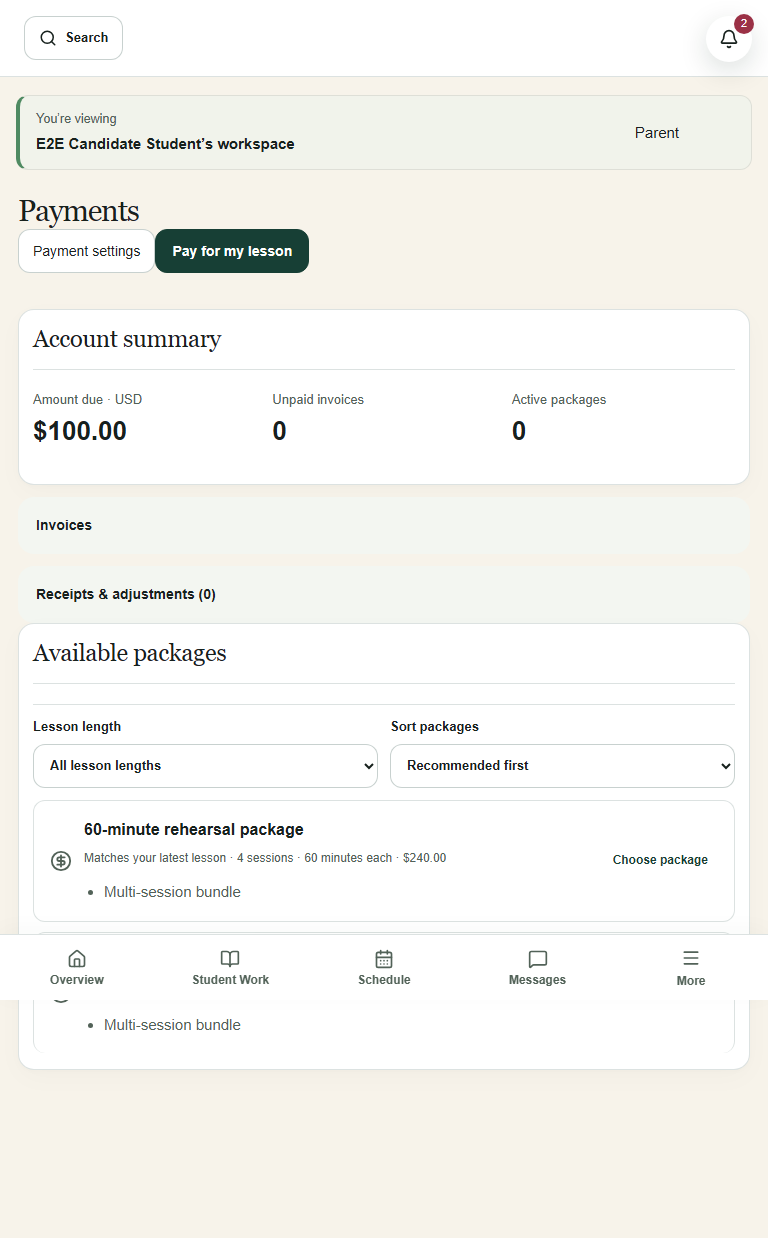 Search
2
You're viewing
E2E Candidate Student's workspace
Parent
Payments
Payment settings
Pay for my lesson
Account summary
Amount due · USD
Unpaid invoices
Active packages
$100.00
0
0
Invoices
Receipts & adjustments (0)
Available packages
Lesson length
Sort packages
All lesson lengths
Recommended first
60-minute rehearsal package
Matches your latest lesson · 4 sessions · 60 minutes each · $240.00
Choose package
• Multi-session bundle
Overview
Student Work
Schedule
Messages
More
• Multi-session bundle